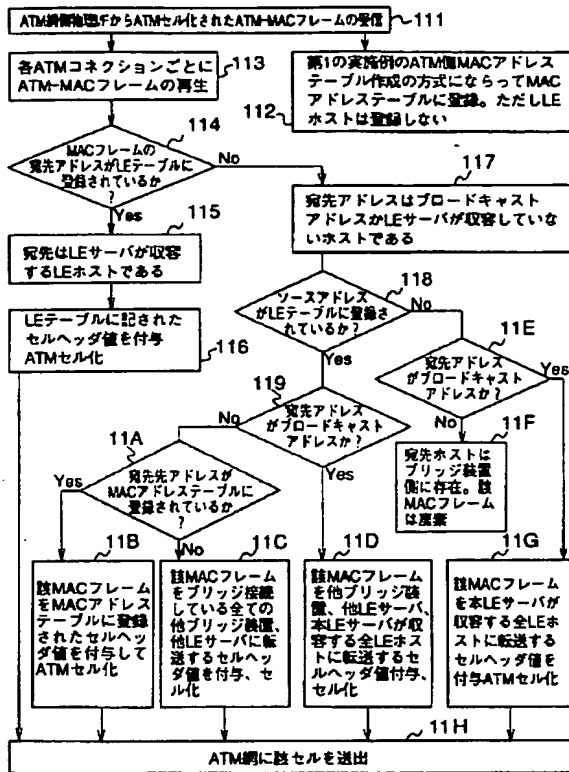 ATM網側物理IFからATMセル化されたATM-MACフレームの受信
111
各ATMコネクションごとに
ATM-MACフレームの再生
113
第1の実施例のATM側MACアドレス
テーブル作成の方式にならってMAC
アドレステーブルに登録。ただしLE
ホストは登録しない
112
114
MACフレームの
宛先アドレスがLEテーブルに
登録されているか
?
No
Yes
115
宛先はLEサーバが収容
するLEホストである
117
宛先アドレスはブロードキャスト
アドレスかLEサーバが収容していな
いホストである
LEテーブルに記された
セルヘッダ値を付与
ATMセル化
116
118
ソースアドレス
がLEテーブルに登録さ
れているか?
No
Yes
11E
宛先アドレス
がブロードキャスト
アドレスか?
Yes
No
119
宛先アドレス
がブロードキャスト
アドレスか?
No
Yes
11F
宛先ホストは
ブリッジ装置
側に存在。該
MACフレーム
は廃棄
11A
宛先先アドレスが
MACアドレステーブルに
登録されているか
?
Yes
No
11B
該MACフレーム
をMACアドレス
テーブルに登録
されたセルヘッ
ダ値を付与して
ATMセル化
11C
該MACフレーム
をブリッジ接続
している全ての
他ブリッジ装置、
他LEサーバに転
送するセルヘッ
ダ値を付与、セ
ル化
11D
該MACフレーム
を他ブリッジ装
置、他LEサーバ、
本LEサーバが収
容する全LEホス
トに転送するセ
ルヘッダ値付与、
セル化
11G
該MACフレー
ムを本LEサーバが
収容する全LEホ
ストに転送する
セルヘッダ値を
付与ATMセル化
11H
ATM網に該セルを送出